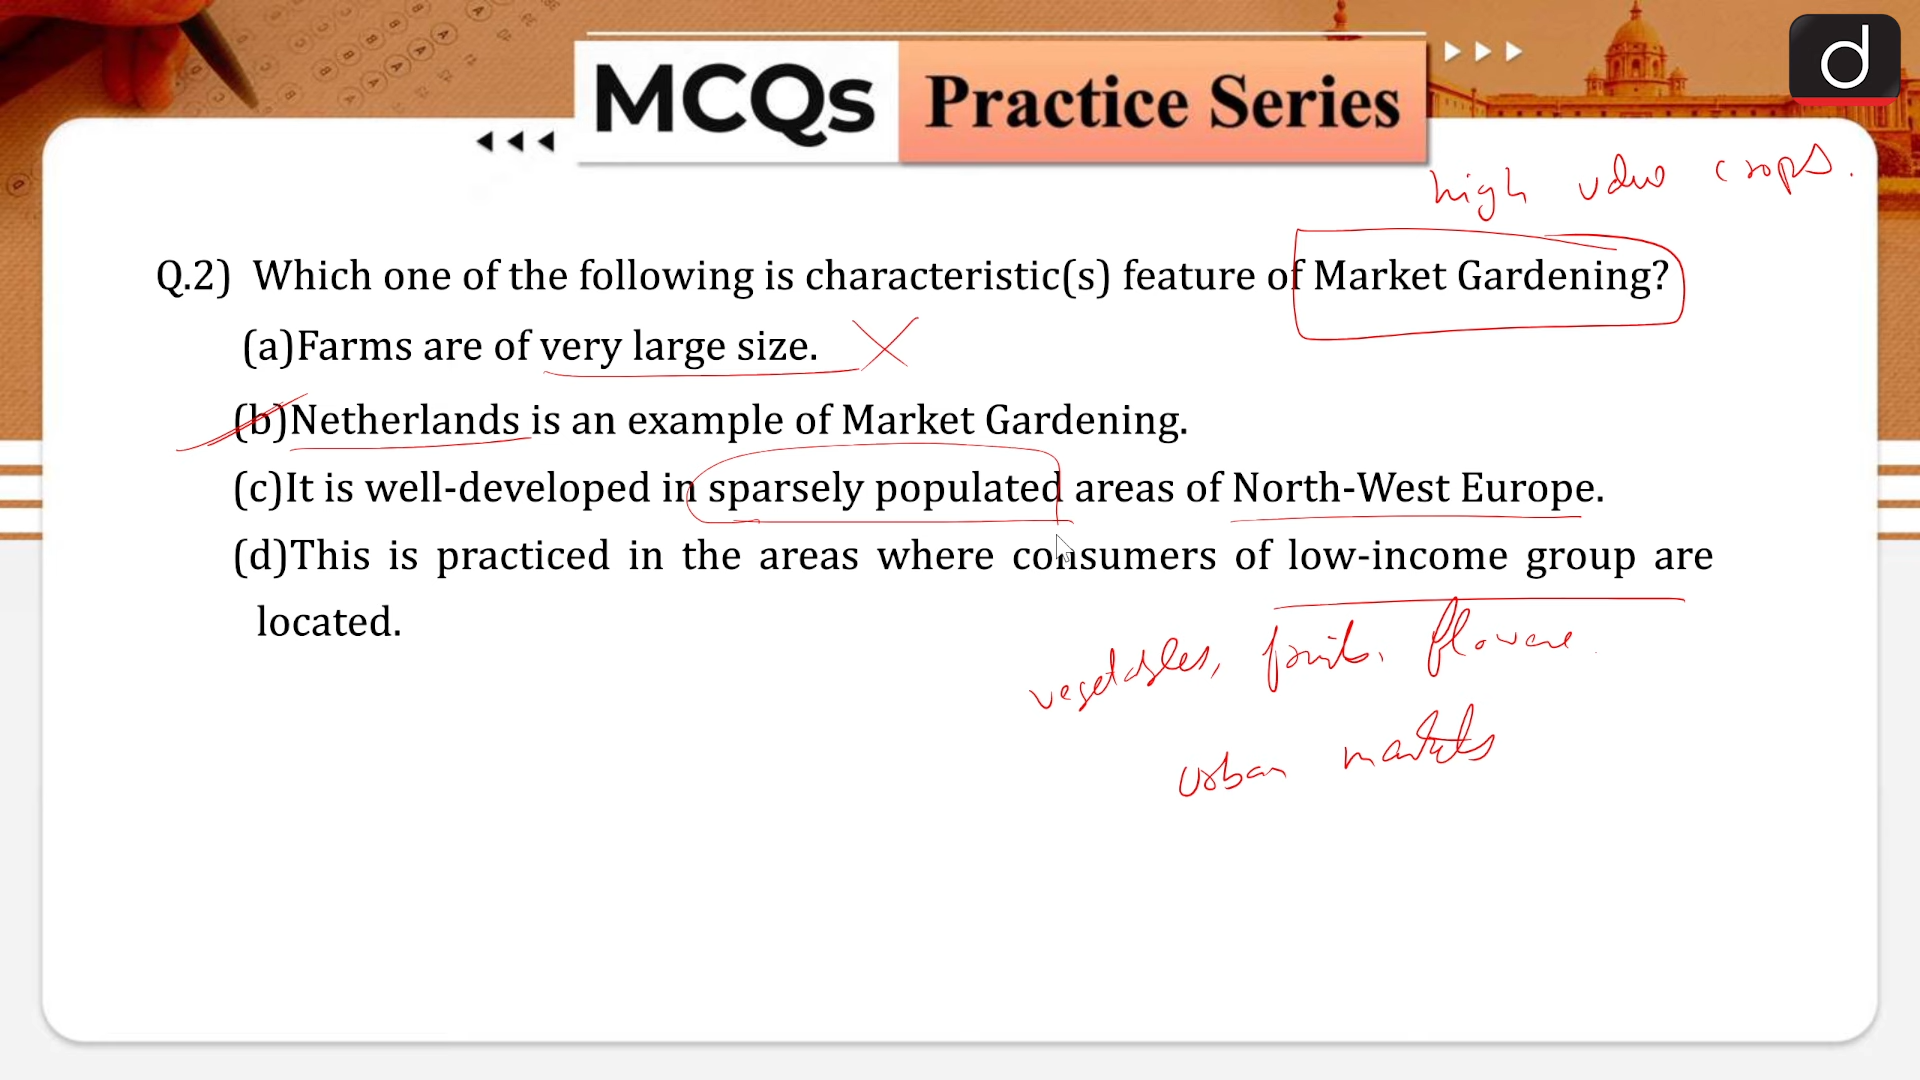 d
MCQs Practice Series
high value crops.
Q.2) Which one of the following is characteristic(s) feature of Market Gardening?
(a)Farms are of very large size.
(b)Netherlands is an example of Market Gardening.
(c)It is well-developed in sparsely populated areas of North-West Europe.
(d)This is practiced in the areas where consumers of low-income group are
located.
vegetables, fruits, flowers
urban markets